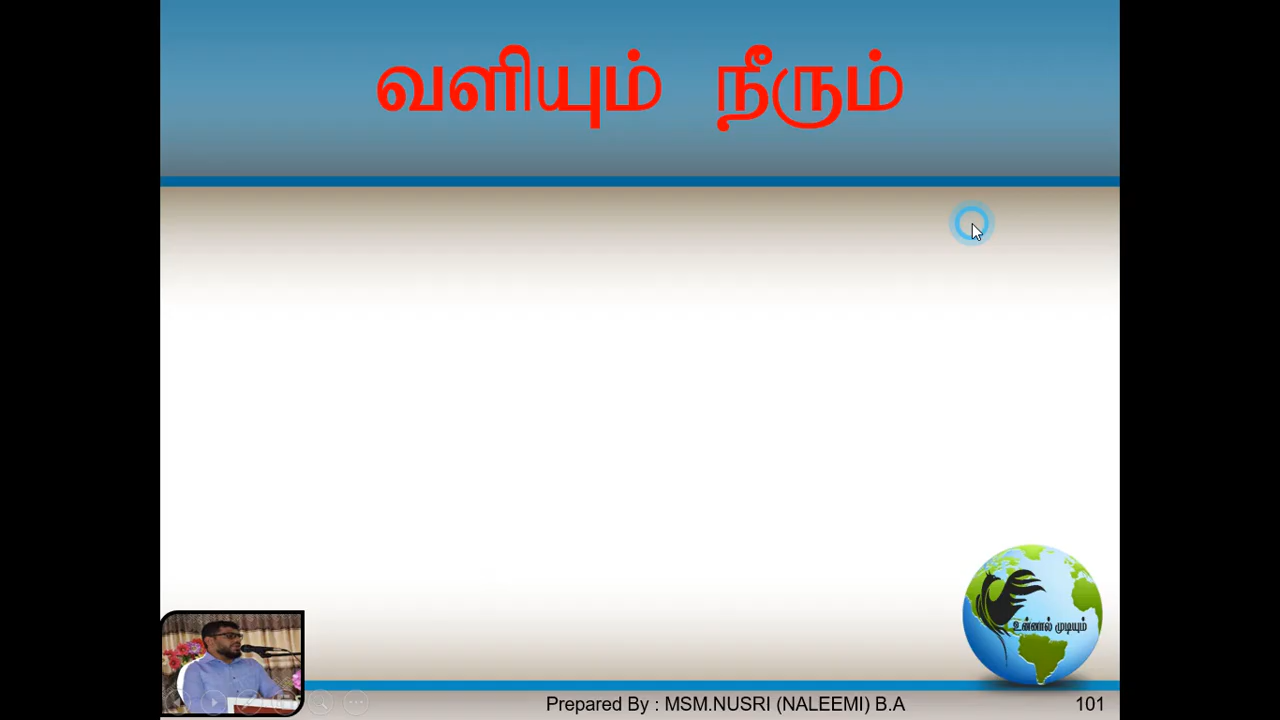 வளியும் நீரும்
உன்னால் முடியும்
Prepared By : MSM.NUSRI (NALEEMI) B.A
101